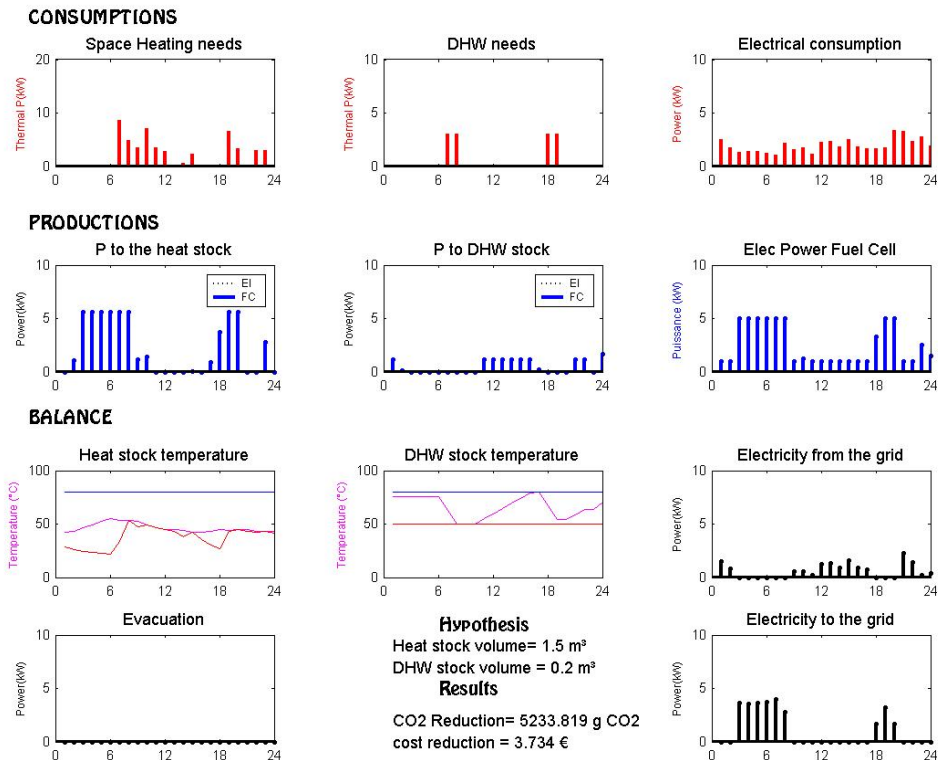 CONSUMPTIONS
Space Heating needs
DHW needs
Electrical consumption
20
10
0
Thermal P(kW)
0 6 12 18 24
10
5
0
Thermal P(kW)
0 6 12 18 24
10
5
0
Power (kW)
0 6 12 18 24
PRODUCTIONS
P to the heat stock
P to DHW stock
Elec Power Fuel Cell
10
5
0
Power(kW)
EI
FC
0 6 12 18 24
10
5
0
Power(kW)
EI
FC
0 6 12 18 24
10
5
0
Puissance (kW)
0 6 12 18 24
BALANCE
Heat stock temperature
DHW stock temperature
Electricity from the grid
100
50
0
Temperature (°C)
0 6 12 18 24
100
50
0
Temperature (°C)
0 6 12 18 24
10
5
0
Power(kW)
0 6 12 18 24
Evacuation
10
5
0
Power(kW)
0 6 12 18 24
Hypothesis
Heat stock volume= 1.5 m³
DHW stock volume = 0.2 m³
Results
CO2 Reduction= 5233.819 g CO2
cost reduction = 3.734 €
Electricity to the grid
10
5
0
Power(kW)
0 6 12 18 24